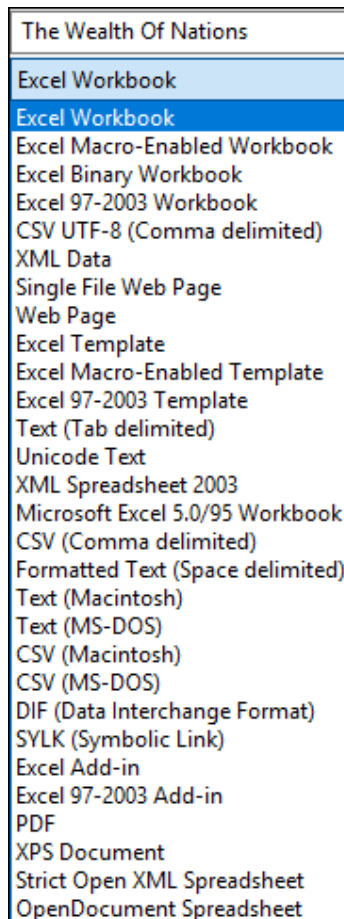 The Wealth Of Nations
Excel Workbook
Excel Workbook
Excel Macro-Enabled Workbook
Excel Binary Workbook
Excel 97-2003 Workbook
CSV UTF-8 (Comma delimited)
XML Data
Single File Web Page
Web Page
Excel Template
Excel Macro-Enabled Template
Excel 97-2003 Template
Text (Tab delimited)
Unicode Text
XML Spreadsheet 2003
Microsoft Excel 5.0/95 Workbook
CSV (Comma delimited)
Formatted Text (Space delimited)
Text (Macintosh)
Text (MS-DOS)
CSV (Macintosh)
CSV (MS-DOS)
DIF (Data Interchange Format)
SYLK (Symbolic Link)
Excel Add-in
Excel 97-2003 Add-in
PDF
XPS Document
Strict Open XML Spreadsheet
OpenDocument Spreadsheet